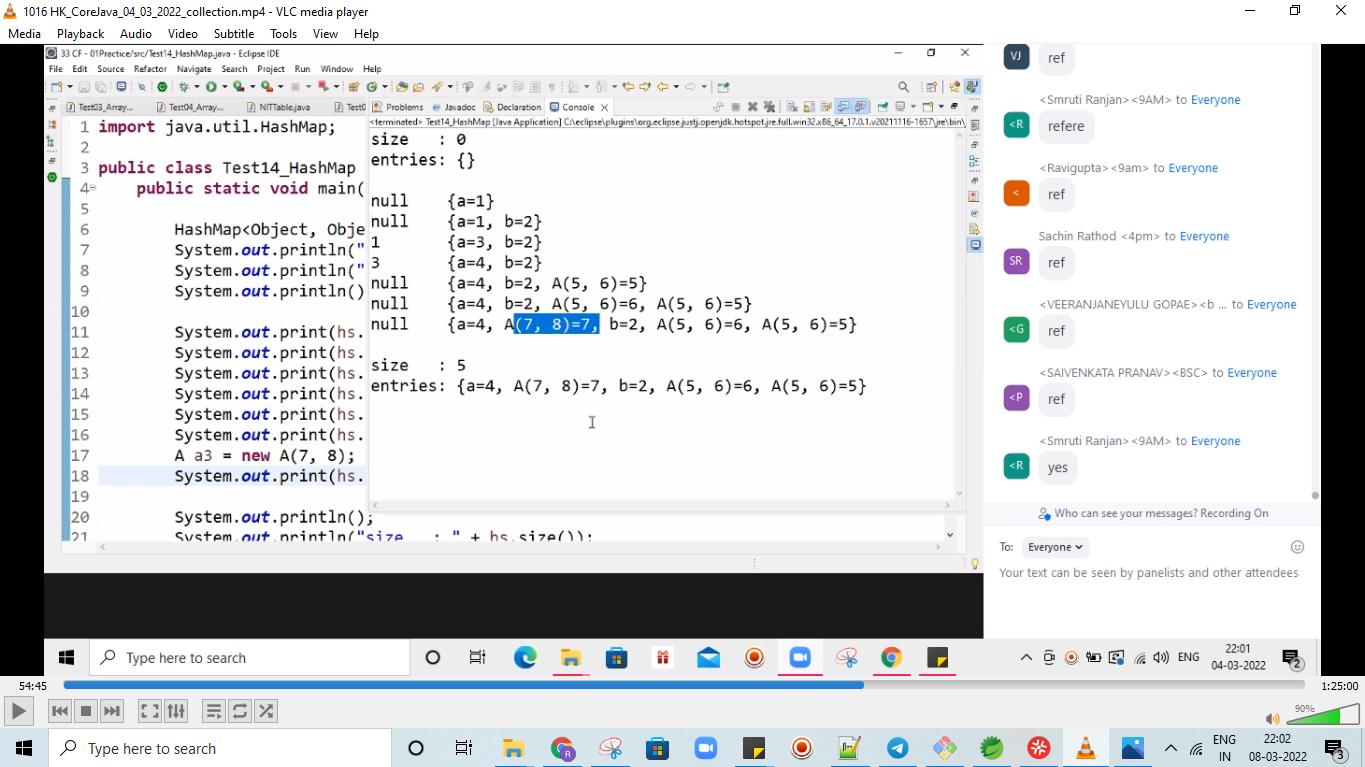 1016 HK_CoreJava_04_03_2022_collection.mp4 - VLC media player
Media Playback Audio Video Subtitle Tools View Help
33 CF - 01Practice/src/Test14_HashMap.java - Eclipse IDE
File Edit Source Refactor Navigate Search Project Run Window Help
Test03_Array... Test04_Array... NITTable.java Test0 Problems Javadoc Declaration Console
<terminated> Test14_HashMap [Java Application] C:\eclipse\plugins\org.eclipse.justj.openjdk.hotspot.jre.full.win32.x86_64_17.0.1.v20211116-1657\jre\bin\
1 import java.util.HashMap;
2
3 public class Test14_HashMap
4 public static void main(
5
6 HashMap<Object, Obje
7 System.out.println("
8 System.out.println("
9 System.out.println()
10
11 System.out.print(hs.
12 System.out.print(hs.
13 System.out.print(hs.
14 System.out.print(hs.
15 System.out.print(hs.
16 System.out.print(hs.
17 A a3 = new A(7, 8);
18 System.out.print(hs.
19
20 System.out.println();
21 System.out.println("size : " + hs.size());
size : 0
entries: {}
null {a=1}
null {a=1, b=2}
1 {a=3, b=2}
3 {a=4, b=2}
null {a=4, b=2, A(5, 6)=5}
null {a=4, b=2, A(5, 6)=6, A(5, 6)=5}
null {a=4, A(7, 8)=7, b=2, A(5, 6)=6, A(5, 6)=5}
size : 5
entries: {a=4, A(7, 8)=7, b=2, A(5, 6)=6, A(5, 6)=5}
VJ
ref
<Smruti Ranjan><9AM> to Everyone
<R
refere
<Ravigupta><9am> to Everyone
<
ref
Sachin Rathod <4pm> to Everyone
SR
ref
<VEERANJANEYULU GOPAE><b ... to Everyone
<G
ref
<SAIVENKATA PRANAV><BSC> to Everyone
<P
ref
<Smruti Ranjan><9AM> to Everyone
<R
yes
Who can see your messages? Recording On
To: Everyone
Your text can be seen by panelists and other attendees
Type here to search
ENG
22:01
04-03-2022
2
54:45
1:25:00
90%
Type here to search
R
ENG
IN
22:02
08-03-2022
3